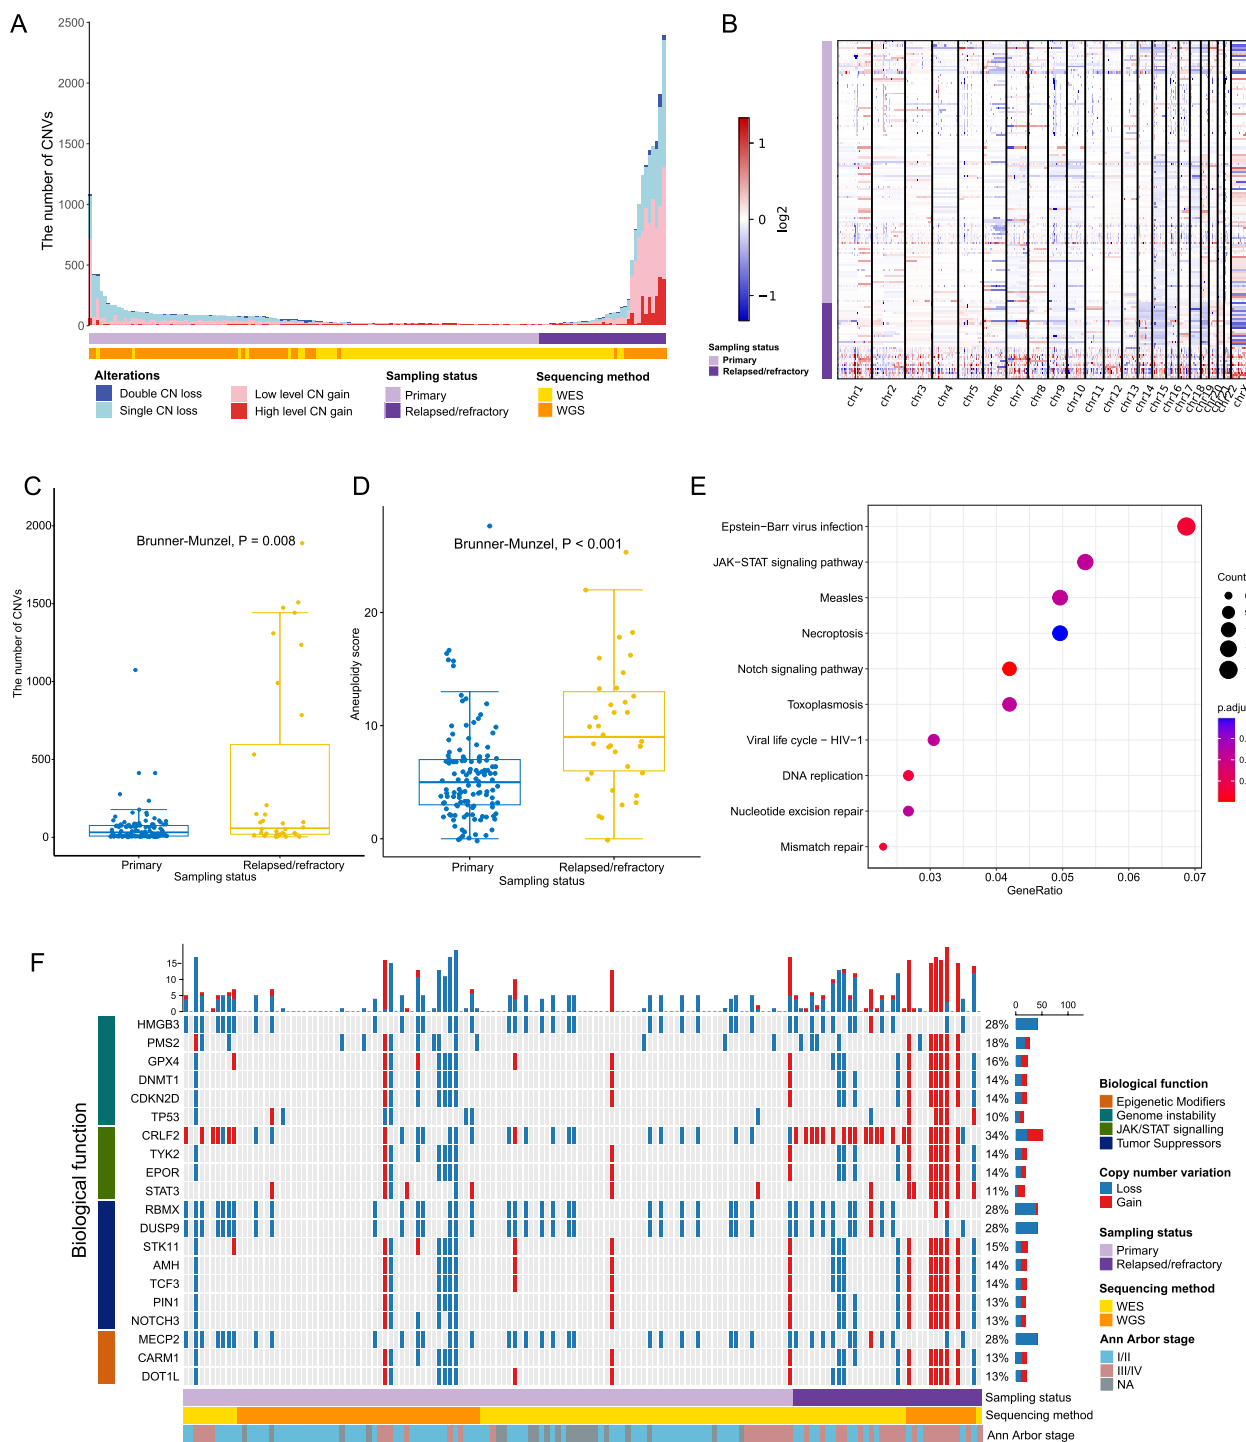 A
2500
2000
1500
1000
500
0
The number of CNVs
Alterations
Double CN loss
Single CN loss
Low level CN gain
High level CN gain
Sampling status
Primary
Relapsed/refractory
Sequencing method
WES
WGS
B
1
0
−1
log2
Sampling status
Primary
Relapsed/refractory
chr1
chr2
chr3
chr4
chr5
chr6
chr7
chr8
chr9
chr10
chr11
chr12
chr13
chr14
chr15
chr16
chr17
chr18
chr19
chr20
chr22
chrX
C
2000
1500
1000
500
0
The number of CNVs
Brunner-Munzel, P = 0.008
Primary
Relapsed/refractory
Sampling status
D
20
10
0
Aneuploidy score
Brunner-Munzel, P < 0.001
Primary
Relapsed/refractory
Sampling status
E
Epstein−Barr virus infection
JAK−STAT signaling pathway
Measles
Necroptosis
Notch signaling pathway
Toxoplasmosis
Viral life cycle − HIV−1
DNA replication
Nucleotide excision repair
Mismatch repair
0.03
0.04
0.05
0.06
0.07
GeneRatio
Count
p.adju
0.
0.
0.
F
15
10
5
0
0 50 100
Biological function
HMGB3 28%
PMS2 18%
GPX4 16%
DNMT1 14%
CDKN2D 14%
TP53 10%
CRLF2 34%
TYK2 14%
EPOR 14%
STAT3 11%
RBMX 28%
DUSP9 28%
STK11 15%
AMH 14%
TCF3 14%
PIN1 13%
NOTCH3 13%
MECP2 28%
CARM1 13%
DOT1L 13%
Sampling status
Sequencing method
Ann Arbor stage
Biological function
Epigenetic Modifiers
Genome instability
JAK/STAT signalling
Tumor Suppressors
Copy number variation
Loss
Gain
Sampling status
Primary
Relapsed/refractory
Sequencing method
WES
WGS
Ann Arbor stage
I/II
III/IV
NA